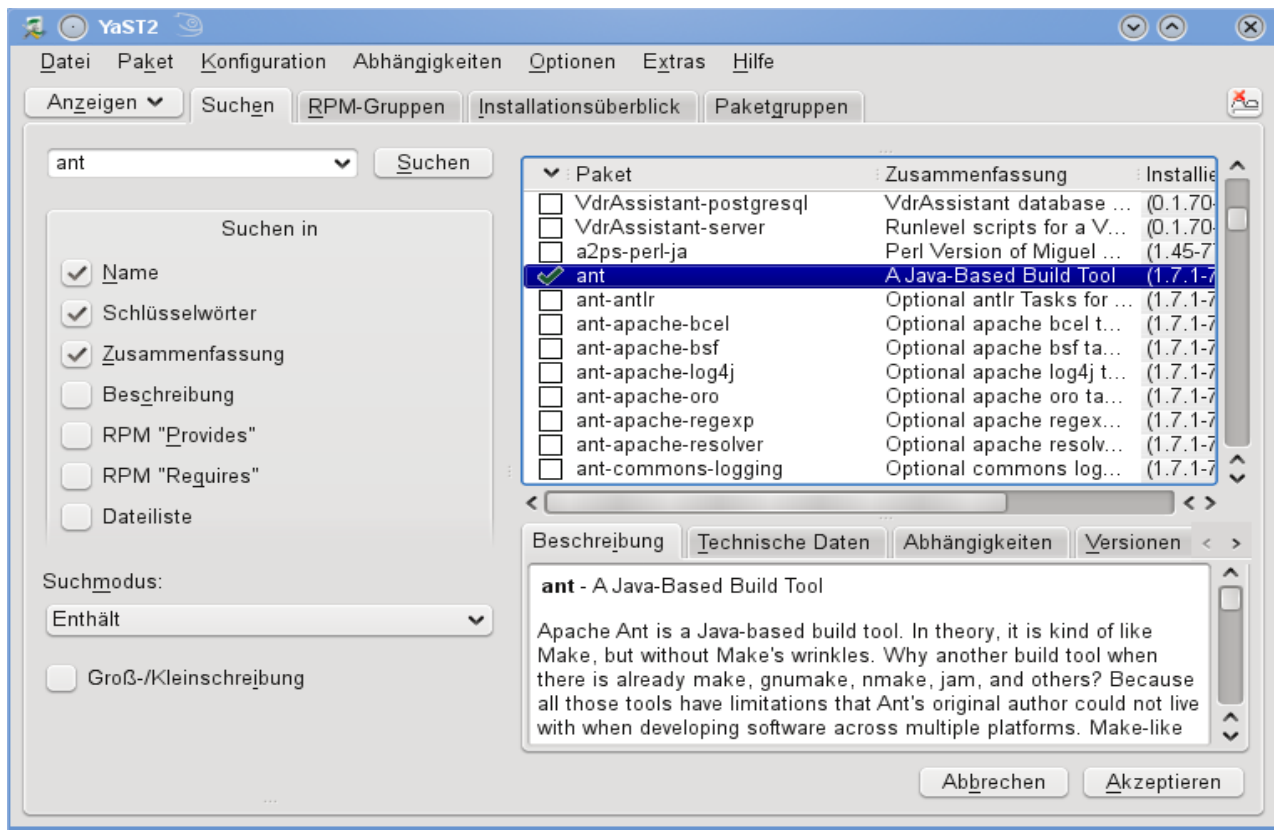 YaST2
Datei Paket Konfiguration Abhängigkeiten Optionen Extras Hilfe
Anzeigen Suchen RPM-Gruppen Installationsüberblick Paketgruppen
ant Suchen
Suchen in
Name
Schlüsselwörter
Zusammenfassung
Beschreibung
RPM "Provides"
RPM "Requires"
Dateiliste
Suchmodus:
Enthält
Groß-/Kleinschreibung
Paket Zusammenfassung Installie
VdrAssistant-postgresql VdrAssistant database ... (0.1.70-
VdrAssistant-server Runlevel scripts for a V... (0.1.70-
a2ps-perl-ja Perl Version of Miguel ... (1.45-7
ant A Java-Based Build Tool (1.7.1-7
ant-antlr Optional antlr Tasks for ... (1.7.1-7
ant-apache-bcel Optional apache bcel t... (1.7.1-7
ant-apache-bsf Optional apache bsf ta... (1.7.1-7
ant-apache-log4j Optional apache log4j t... (1.7.1-7
ant-apache-oro Optional apache oro ta... (1.7.1-7
ant-apache-regexp Optional apache regex... (1.7.1-7
ant-apache-resolver Optional apache resolv... (1.7.1-7
ant-commons-logging Optional commons log... (1.7.1-7
Beschreibung Technische Daten Abhängigkeiten Versionen
ant - A Java-Based Build Tool
Apache Ant is a Java-based build tool. In theory, it is kind of like
Make, but without Make's wrinkles. Why another build tool when
there is already make, gnumake, nmake, jam, and others? Because
all those tools have limitations that Ant's original author could not live
with when developing software across multiple platforms. Make-like
Abbrechen Akzeptieren